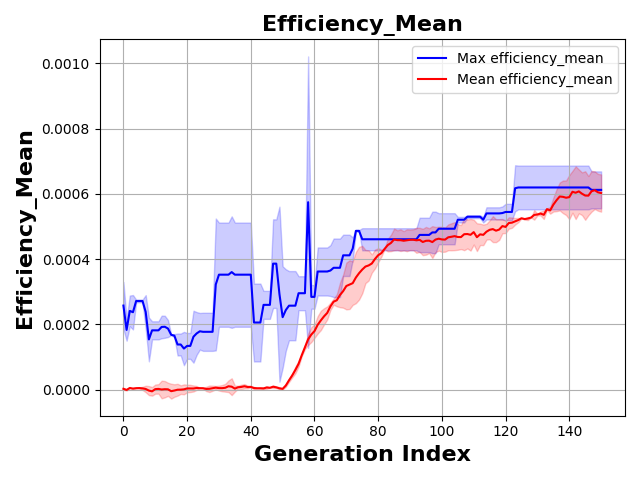 Efficiency_Mean
Max efficiency_mean
Mean efficiency_mean
Efficiency_Mean
0.0010
0.0008
0.0006
0.0004
0.0002
0.0000
0 20 40 60 80 100 120 140
Generation Index